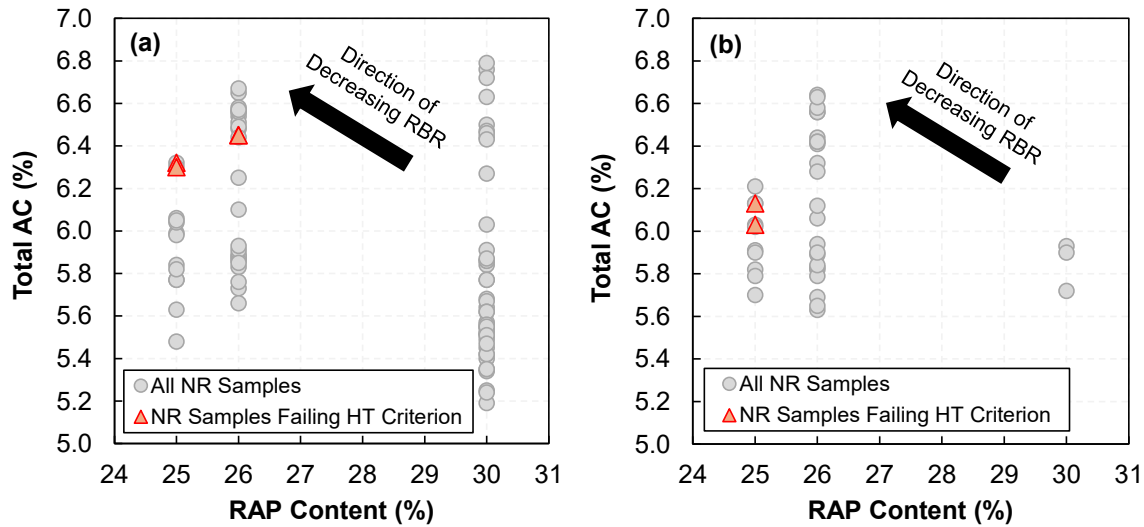 (a)
Direction of
Decreasing RBR
Total AC (%)
7.0
6.8
6.6
6.4
6.2
6.0
5.8
5.6
5.4
5.2
5.0
All NR Samples
NR Samples Failing HT Criterion
24 25 26 27 28 29 30 31
RAP Content (%)
(b)
Direction of
Decreasing RBR
Total AC (%)
7.0
6.8
6.6
6.4
6.2
6.0
5.8
5.6
5.4
5.2
5.0
All NR Samples
NR Samples Failing HT Criterion
24 25 26 27 28 29 30 31
RAP Content (%)